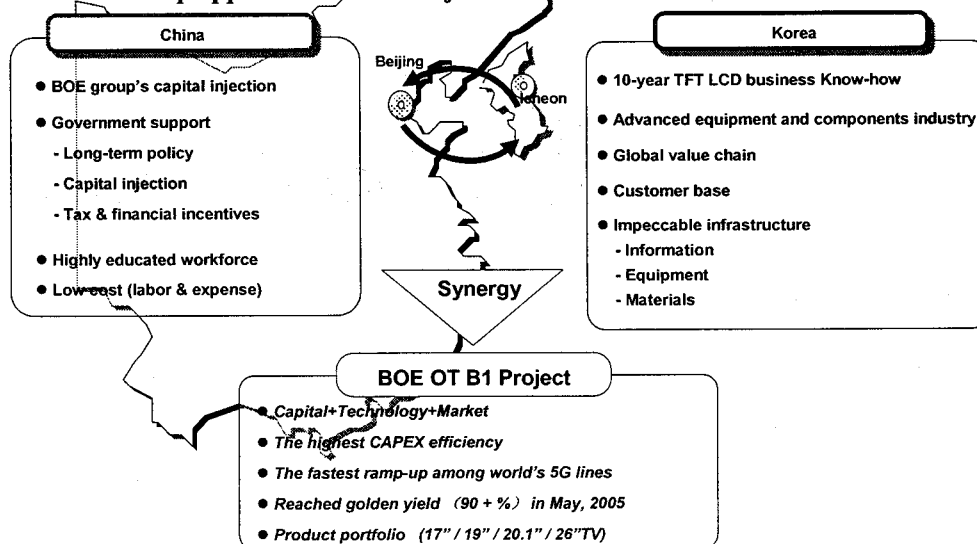 China
● BOE group's capital injection
● Government support
- Long-term policy
- Capital injection
- Tax & financial incentives
● Highly educated workforce
● Low cost (labor & expense)
Beijing
Korea
● 10-year TFT LCD business Know-how
● Advanced equipment and components industry
● Global value chain
● Customer base
● Impeccable infrastructure
- Information
- Equipment
- Materials
Synergy
BOE OT B1 Project
● Capital+Technology+Market
● The highest CAPEX efficiency
● The fastest ramp-up among world's 5G lines
● Reached golden yield （90 + %）in May, 2005
● Product portfolio (17" / 19" / 20.1" / 26"TV)